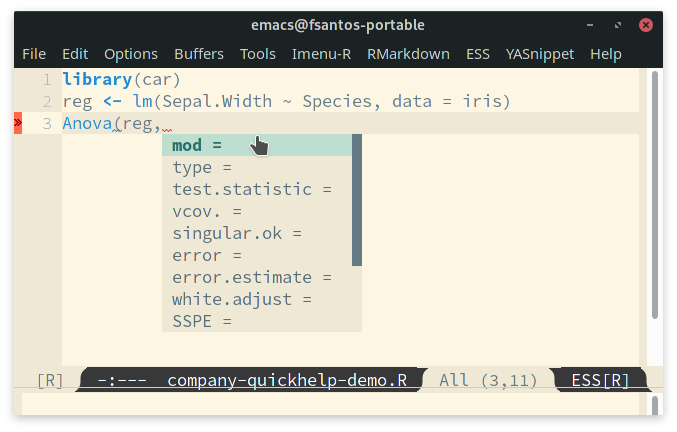 emacs@fsantos-portable
File Edit Options Buffers Tools Imenu-R RMarkdown ESS YASnippet Help
1 library(car)
2 reg <- lm(Sepal.Width ~ Species, data = iris)
» 3 Anova(reg,
mod =
type =
test.statistic =
vcov. =
singular.ok =
error =
error.estimate =
white.adjust =
SSPE =
[R] -:--- company-quickhelp-demo.R All (3,11) ESS[R]